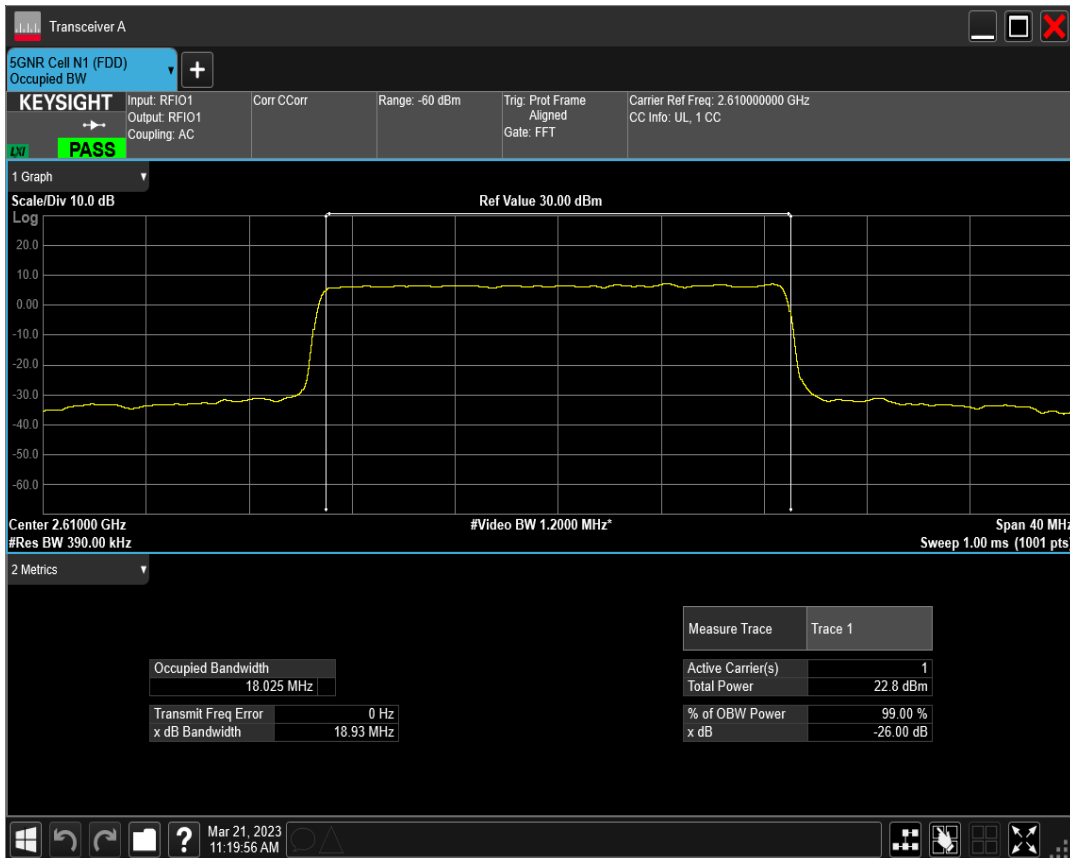 Transceiver A
5GNR Cell N1 (FDD)
Occupied BW
KEYSIGHT
LXI
PASS
Input: RFIO1
Output: RFIO1
Coupling: AC
Corr CCorr
Range: -60 dBm
Trig: Prot Frame
Aligned
Gate: FFT
Carrier Ref Freq: 2.610000000 GHz
CC Info: UL, 1 CC
1 Graph
Scale/Div 10.0 dB
Ref Value 30.00 dBm
Log
20.0
10.0
0.00
-10.0
-20.0
-30.0
-40.0
-50.0
-60.0
Center 2.61000 GHz
#Video BW 1.2000 MHz*
Span 40 MHz
#Res BW 390.00 kHz
Sweep 1.00 ms (1001 pts)
2 Metrics
Measure Trace Trace 1
Occupied Bandwidth
18.025 MHz
Active Carrier(s) 1
Total Power 22.8 dBm
Transmit Freq Error 0 Hz
x dB Bandwidth 18.93 MHz
% of OBW Power 99.00 %
x dB -26.00 dB
?
Mar 21, 2023
11:19:56 AM